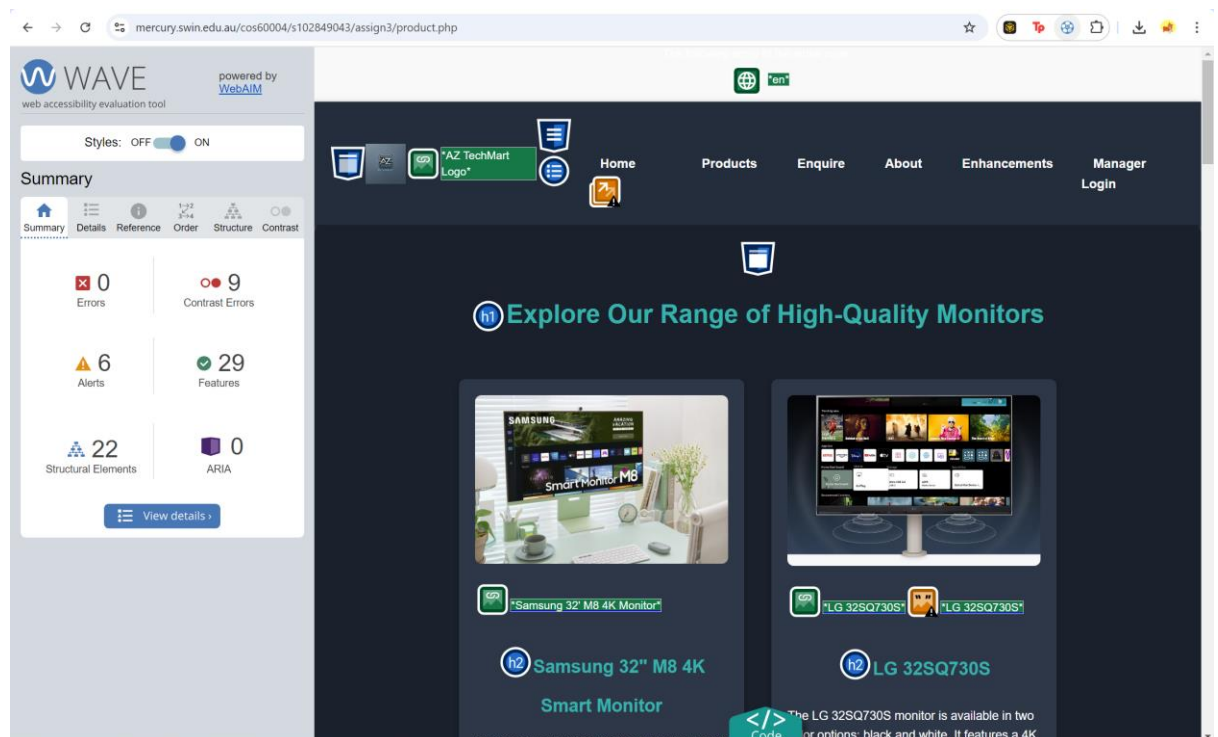 mercury.swin.edu.au/cos60004/s102849043/assign3/product.php
Tp
WAVE
web accessibility evaluation tool
powered by
WebAIM
Styles: OFF ON
Summary
Summary Details Reference Order Structure Contrast
0
Errors
9
Contrast Errors
6
Alerts
29
Features
22
Structural Elements
0
ARIA
View details ›
*en*
AZ
*AZ TechMart
Logo*
Home Products Enquire About Enhancements Manager
Login
h1 Explore Our Range of High-Quality Monitors
SAMSUNG
Smart Monitor M8
*Samsung 32' M8 4K Monitor*
h2 Samsung 32" M8 4K
Smart Monitor
*LG 32SQ730S* *LG 32SQ730S*
h2 LG 32SQ730S
The LG 32SQ730S monitor is available in two
options: black and white. It features a 4K
</> 
Code